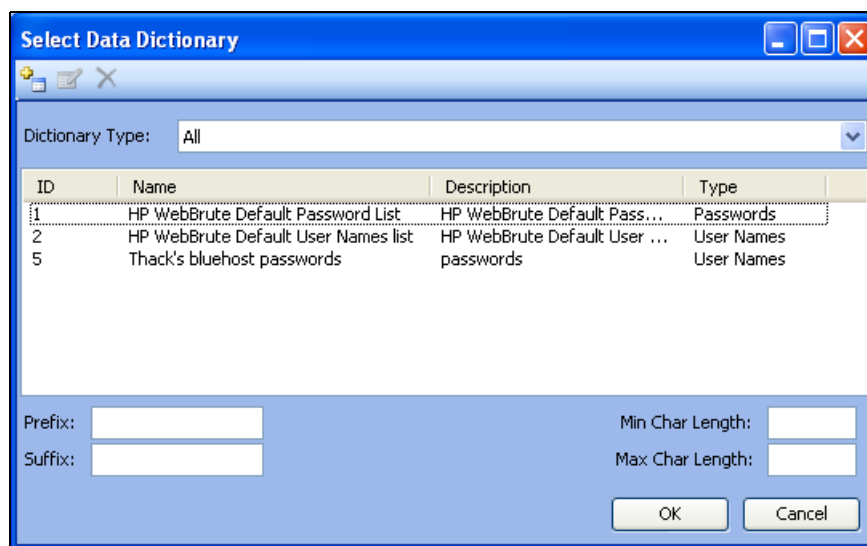 Select Data Dictionary
Dictionary Type: All
ID Name Description Type
1 HP WebBrute Default Password List HP WebBrute Default Pass... Passwords
2 HP WebBrute Default User Names list HP WebBrute Default User ... User Names
5 Thack's bluehost passwords passwords User Names
Prefix: Min Char Length:
Suffix: Max Char Length:
OK Cancel